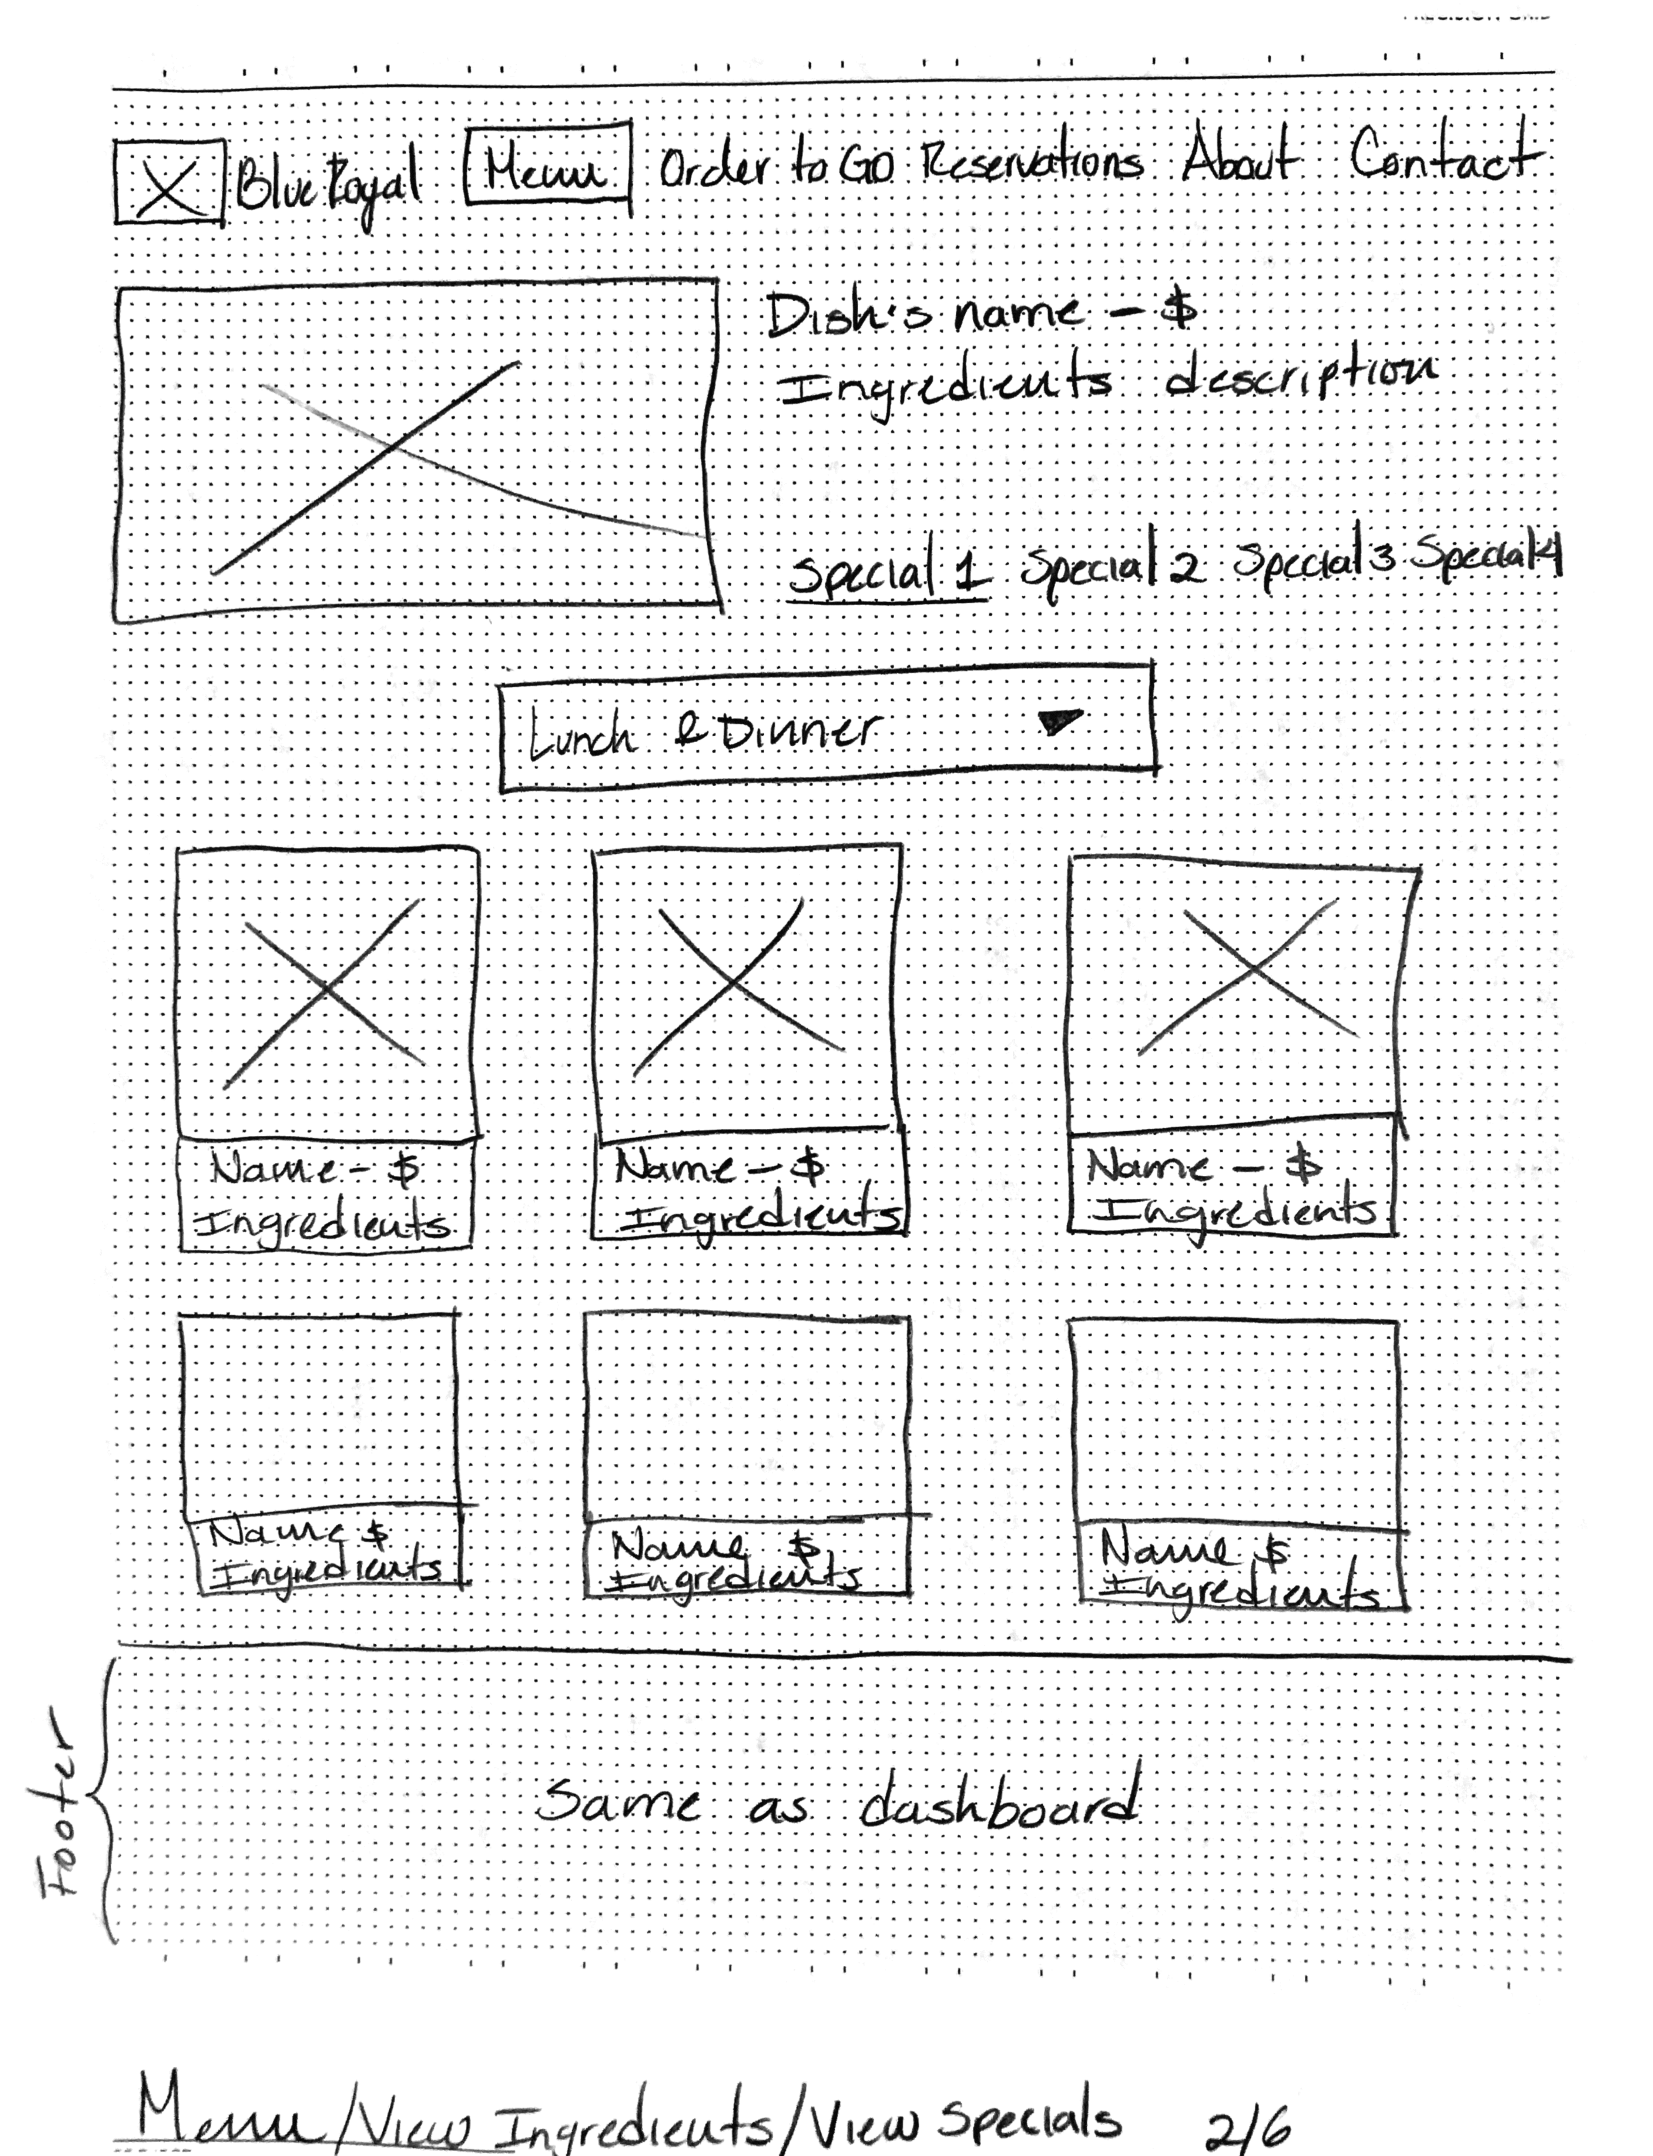 Blue Royal Menu Order to Go Reservations About Contact
Dish's name - $
Ingredients description
Special 1 Special 2 Special 3 Special 4
Lunch & Dinner
Name - $ Name - $ Name - $
Ingredients Ingredients Ingredients
Name $ Name $ Name $
Ingredients Ingredients Ingredients
Footer
Same as dashboard
Menu/View Ingredients/View Specials 2/6